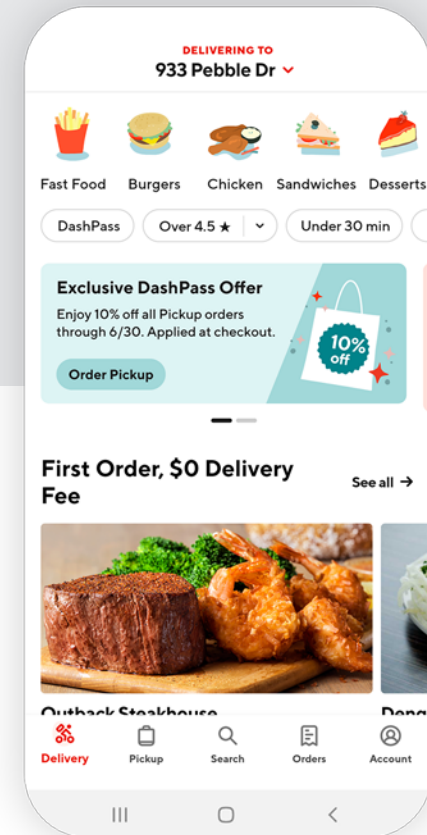 DELIVERING TO
933 Pebble Dr
Fast Food
Burgers
Chicken
Sandwiches
Desserts
DashPass
Over 4.5 ★
Under 30 min
Exclusive DashPass Offer
Enjoy 10% off all Pickup orders
through 6/30. Applied at checkout.
Order Pickup
10%
off
First Order, $0 Delivery
Fee
See all →
Outback Steakhouse
Delivery
Pickup
Search
Orders
Account